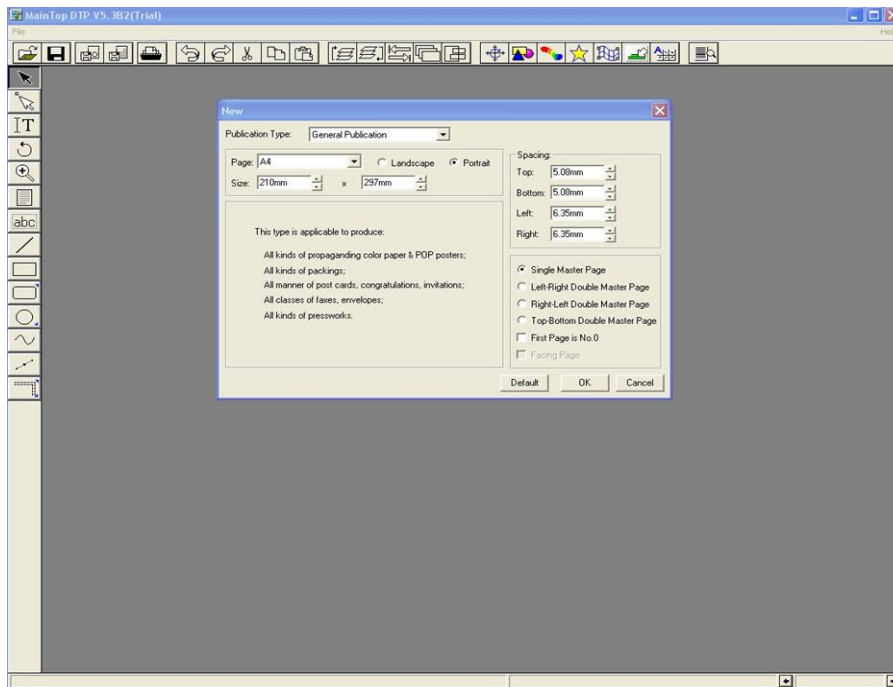 MainTop DTP V5.3B2(Trial)
File
Hel
IT
abc
A
New
Publication Type: General Publication
Page: A4 Landscape Portrait
Size: 210mm x 297mm
This type is applicable to produce:
All kinds of propaganding color paper & POP posters;
All kinds of packings;
All manner of post cards, congratulations, invitations;
All classes of faxes, envelopes;
All kinds of pressworks.
Spacing:
Top: 5.08mm
Bottom: 5.08mm
Left: 6.35mm
Right: 6.35mm
Single Master Page
Left-Right Double Master Page
Right-Left Double Master Page
Top-Bottom Double Master Page
First Page is No.0
Facing Page
Default OK Cancel